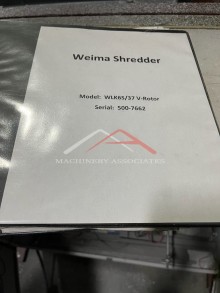 Weima Shredder
Model: WLK65/37 V-Rotor
Serial: 500-7662
MACHINERY ASSOCIATES